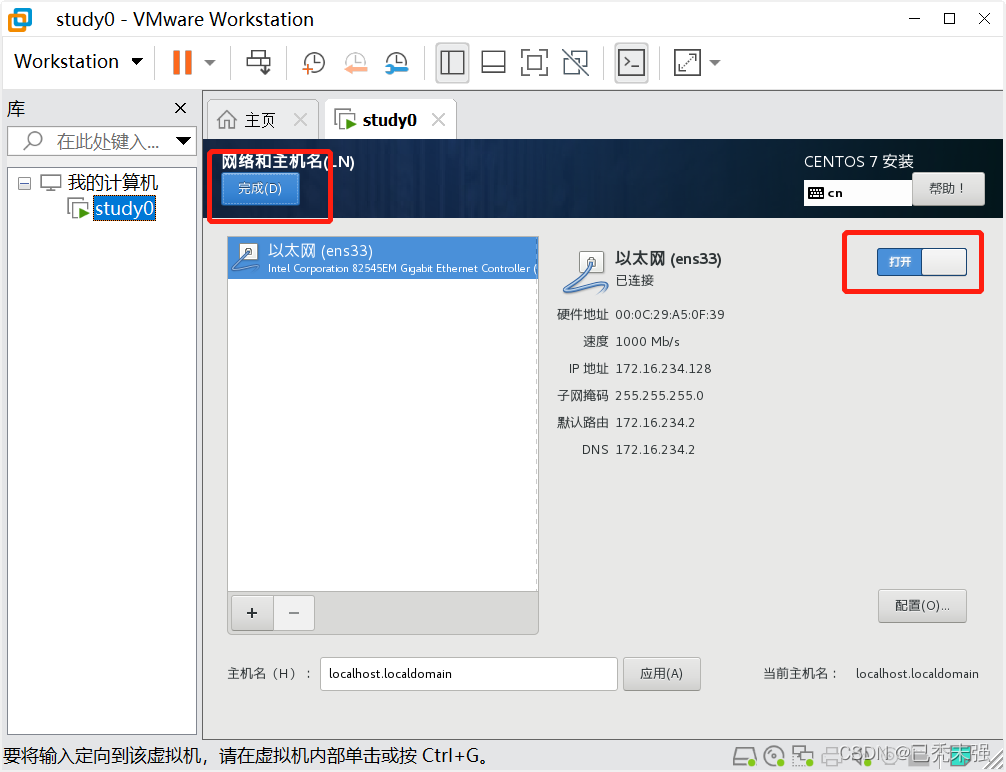 study0 - VMware Workstation
Workstation
库
在此处键入...
我的计算机
study0
主页
study0
网络和主机名(N)
完成(D)
CENTOS 7 安装
cn
帮助！
以太网 (ens33)
Intel Corporation 82545EM Gigabit Ethernet Controller (
以太网 (ens33)
已连接
打开
硬件地址 00:0C:29:A5:0F:39
速度 1000 Mb/s
IP 地址 172.16.234.128
子网掩码 255.255.255.0
默认路由 172.16.234.2
DNS 172.16.234.2
+ −
配置(O)...
主机名（H）： localhost.localdomain 应用(A) 当前主机名： localhost.localdomain
要将输入定向到该虚拟机，请在虚拟机内部单击或按 Ctrl+G。
CSDN @已秃未强